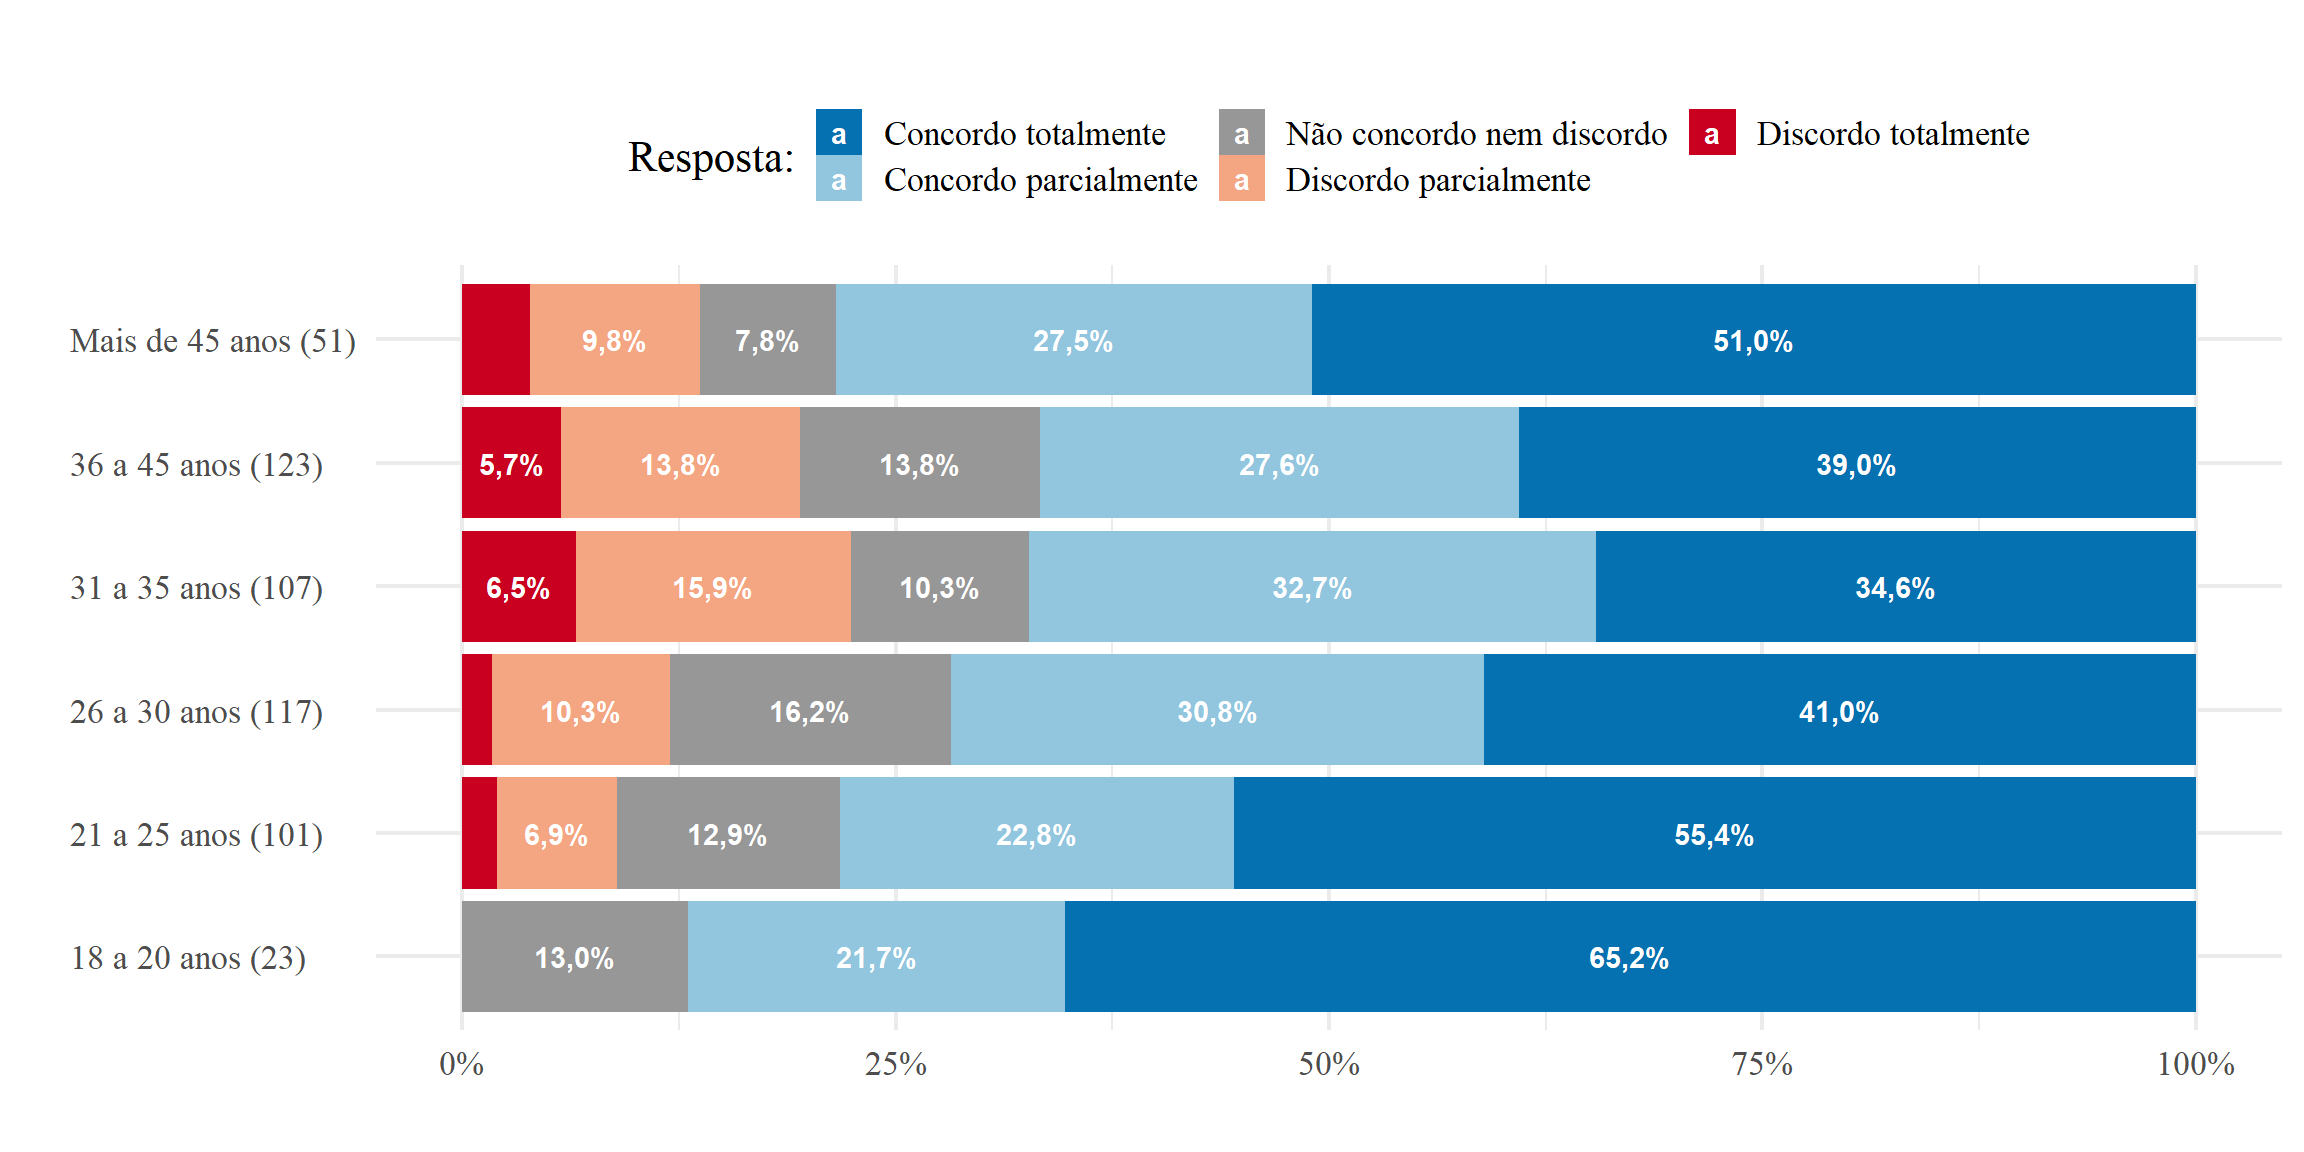 Resposta:
a Concordo totalmente
a Concordo parcialmente
a Não concordo nem discordo
a Discordo parcialmente
a Discordo totalmente
Mais de 45 anos (51) 9,8% 7,8% 27,5% 51,0%
36 a 45 anos (123) 5,7% 13,8% 13,8% 27,6% 39,0%
31 a 35 anos (107) 6,5% 15,9% 10,3% 32,7% 34,6%
26 a 30 anos (117) 10,3% 16,2% 30,8% 41,0%
21 a 25 anos (101) 6,9% 12,9% 22,8% 55,4%
18 a 20 anos (23) 13,0% 21,7% 65,2%
0% 25% 50% 75% 100%